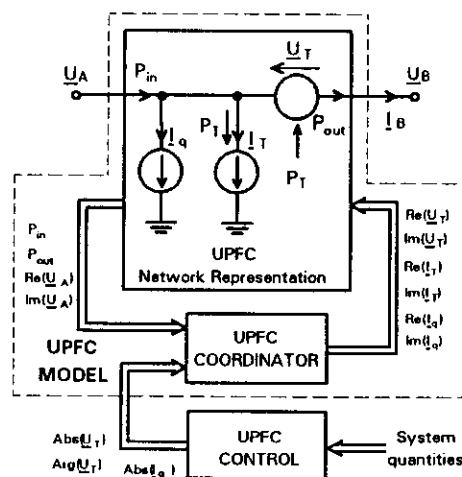 U_A
P_in
U_T
U_B
I_q
P_T
I_T
P_out
I_B
P_T
UPFC
Network Representation
P_in
P_out
Re(U_A)
Im(U_A)
Re(U_T)
Im(U_T)
Re(I_T)
Im(I_T)
Re(I_q)
Im(I_q)
UPFC
MODEL
UPFC
COORDINATOR
Abs(U_T)
Arg(U_T)
Abs(I_q)
UPFC
CONTROL
System
quantities